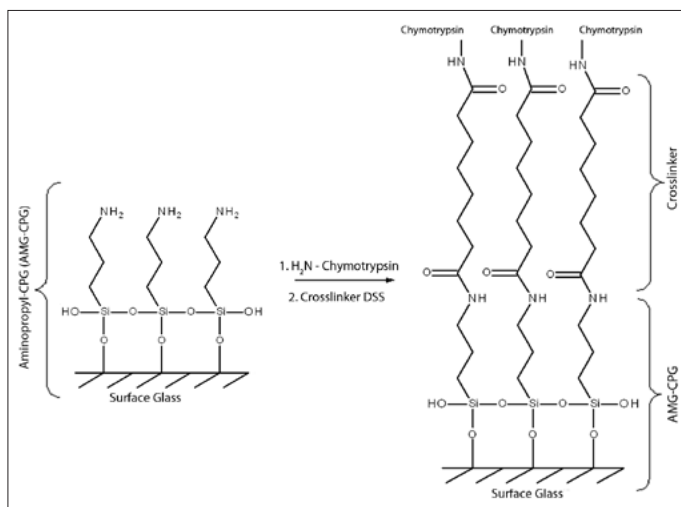 Chymotrypsin Chymotrypsin Chymotrypsin
HN HN HN
O O O
Crosslinker
NH₂ NH₂ NH₂
Aminopropyl-CPG (AMG-CPG)
1. H₂N - Chymotrypsin
2. Crosslinker DSS
O O O
NH NH NH
HO Si O Si O Si OH
O O O
Surface Glass
HO Si O Si O Si OH
O O O
AMG-CPG
Surface Glass